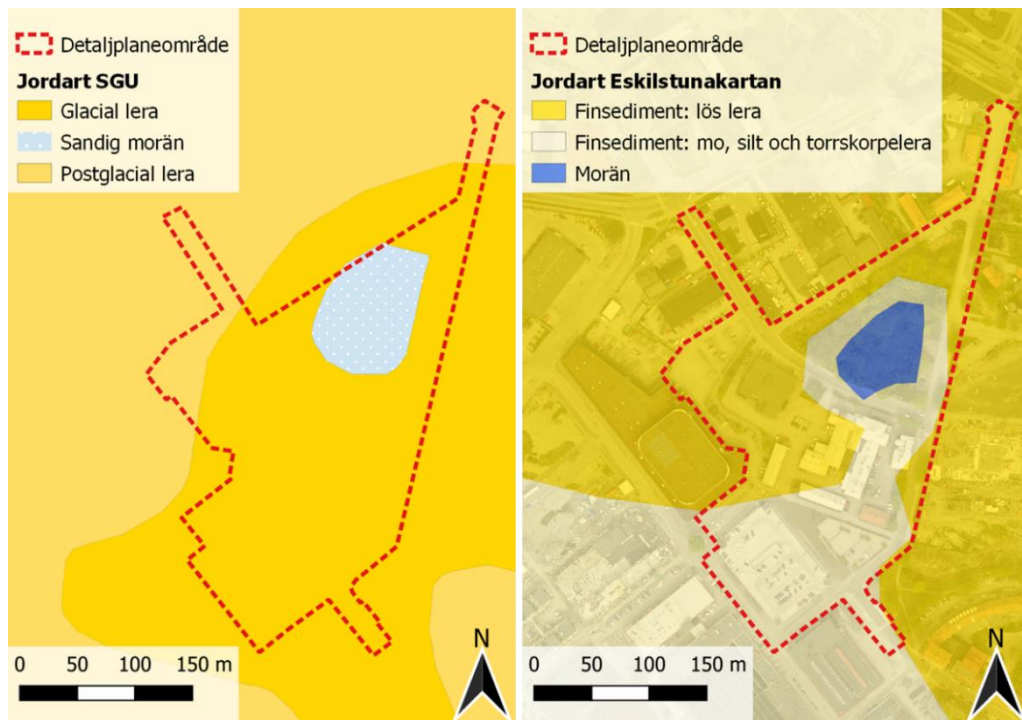 Detaljplaneområde
Jordart SGU
Glacial lera
Sandig morän
Postglacial lera
N
0 50 100 150 m
Detaljplaneområde
Jordart Eskilstunakartan
Finsediment: lös lera
Finsediment: mo, silt och torrskorpelera
Morän
N
0 50 100 150 m